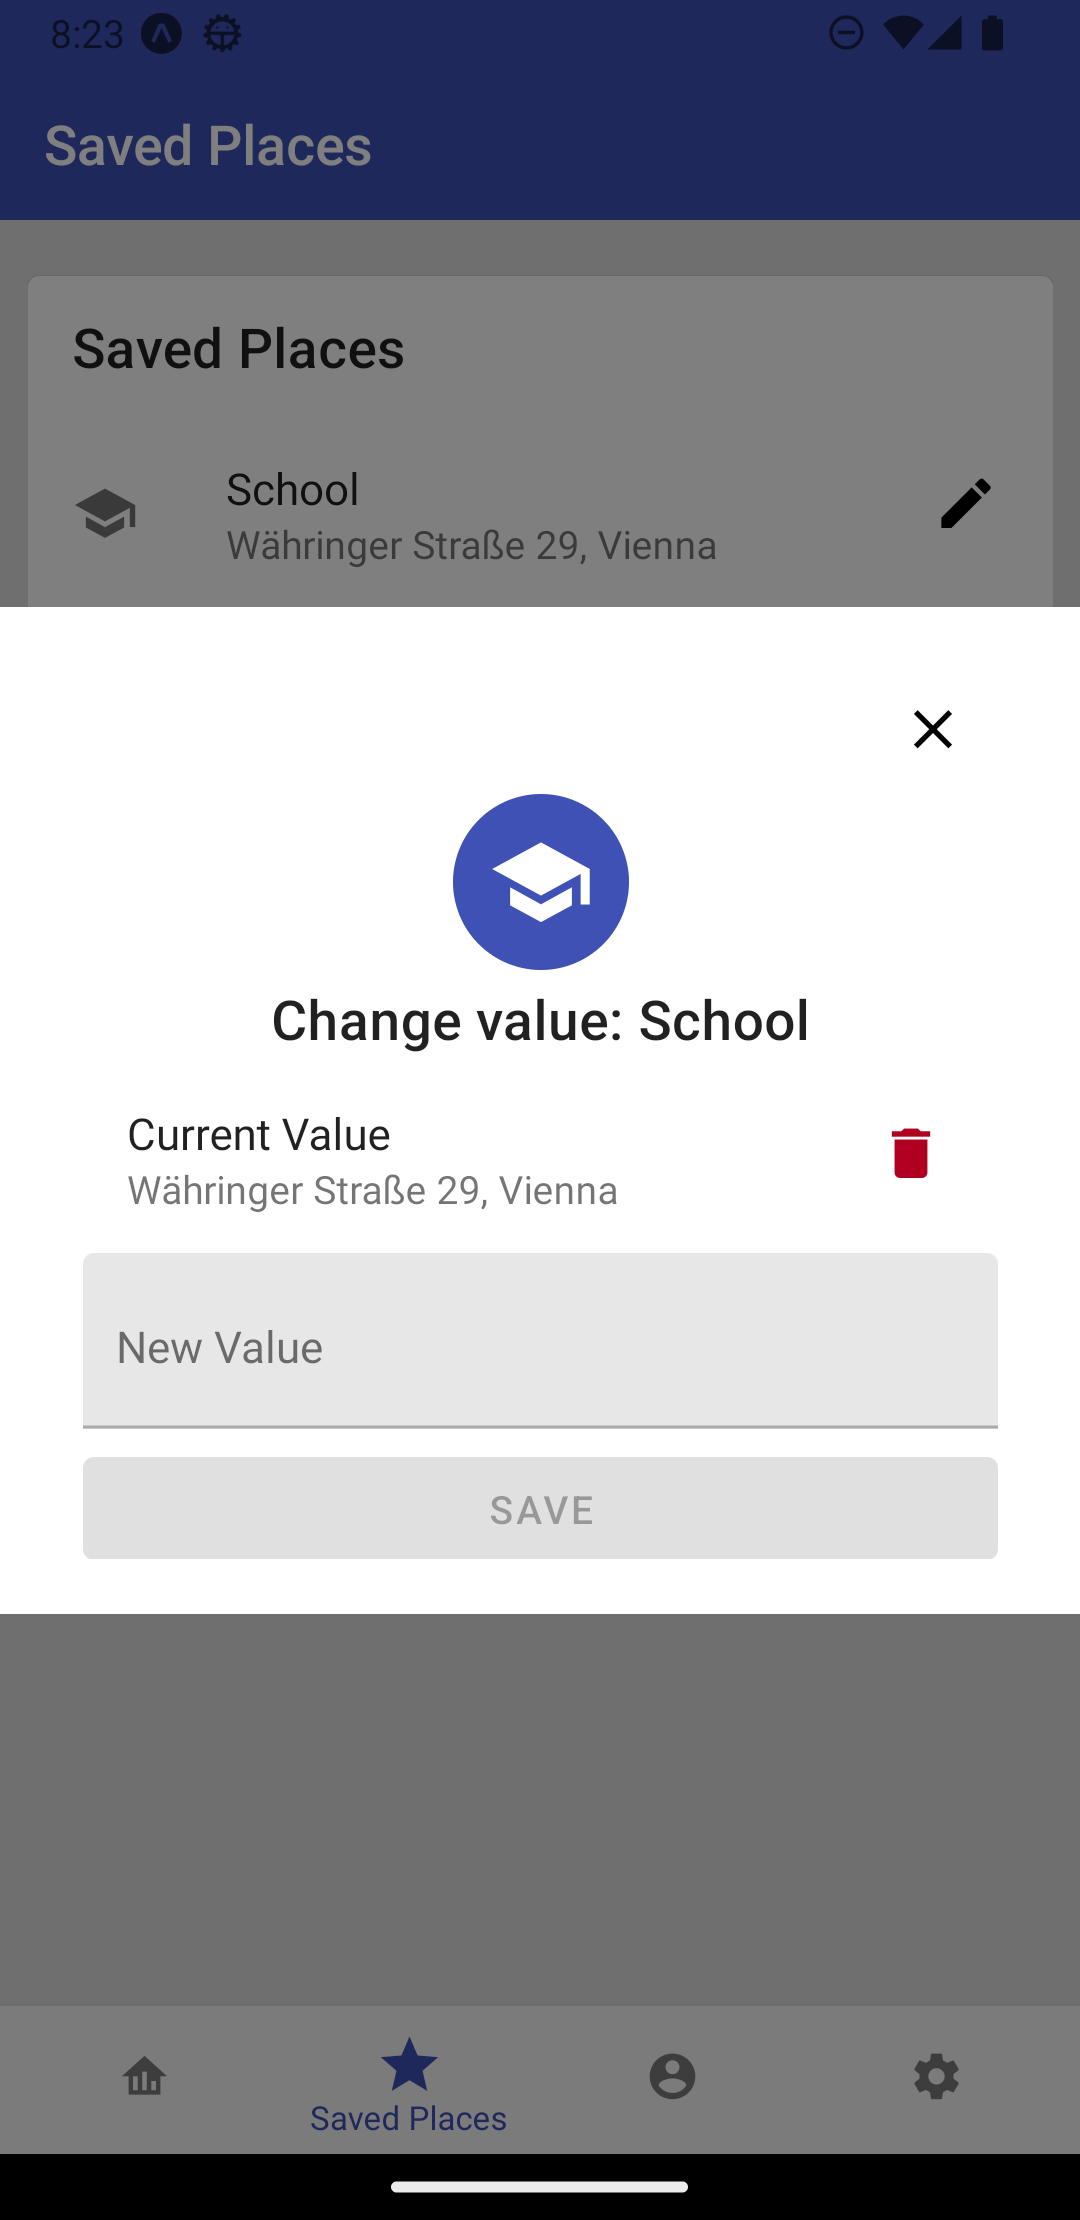 8:23
Saved Places
Saved Places
School
Währinger Straße 29, Vienna
Change value: School
Current Value
Währinger Straße 29, Vienna
New Value
SAVE
Saved Places